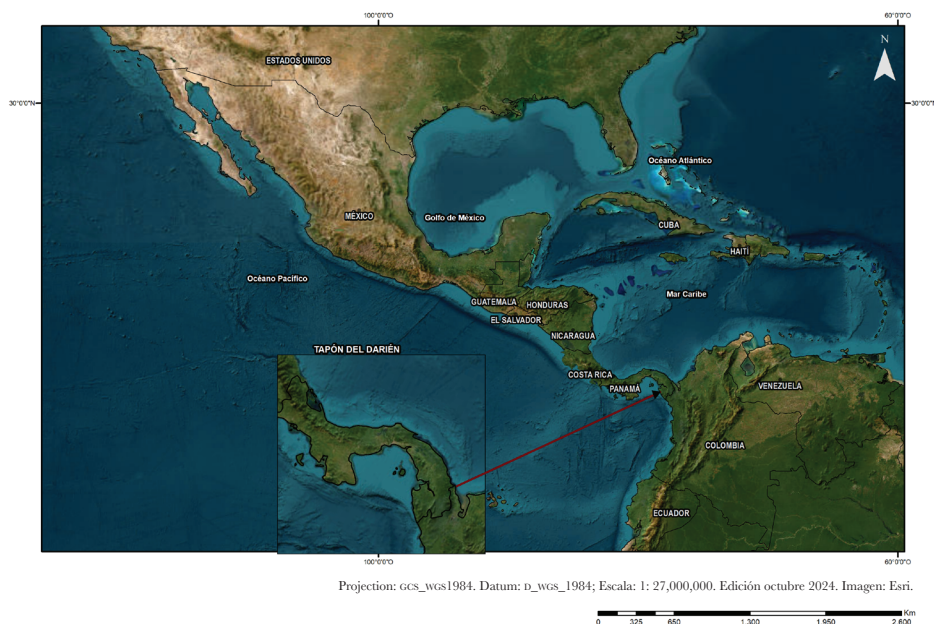 100°0'0"O
60°0'0"O
N
ESTADOS UNIDOS
30°0'0"N
30°0'0"N
Océano Atlántico
MÉXICO
Golfo de México
CUBA
HAITÍ
Océano Pacífico
Mar Caribe
GUATEMALA
HONDURAS
EL SALVADOR
NICARAGUA
TAPÓN DEL DARIÉN
COSTA RICA
PANAMÁ
VENEZUELA
COLOMBIA
ECUADOR
100°0'0"O
60°0'0"O
Projection: GCS_WGS1984. Datum: D_WGS_1984; Escala: 1: 27,000,000. Edición octubre 2024. Imagen: Esri.
Km
0 325 650 1.300 1.950 2.600